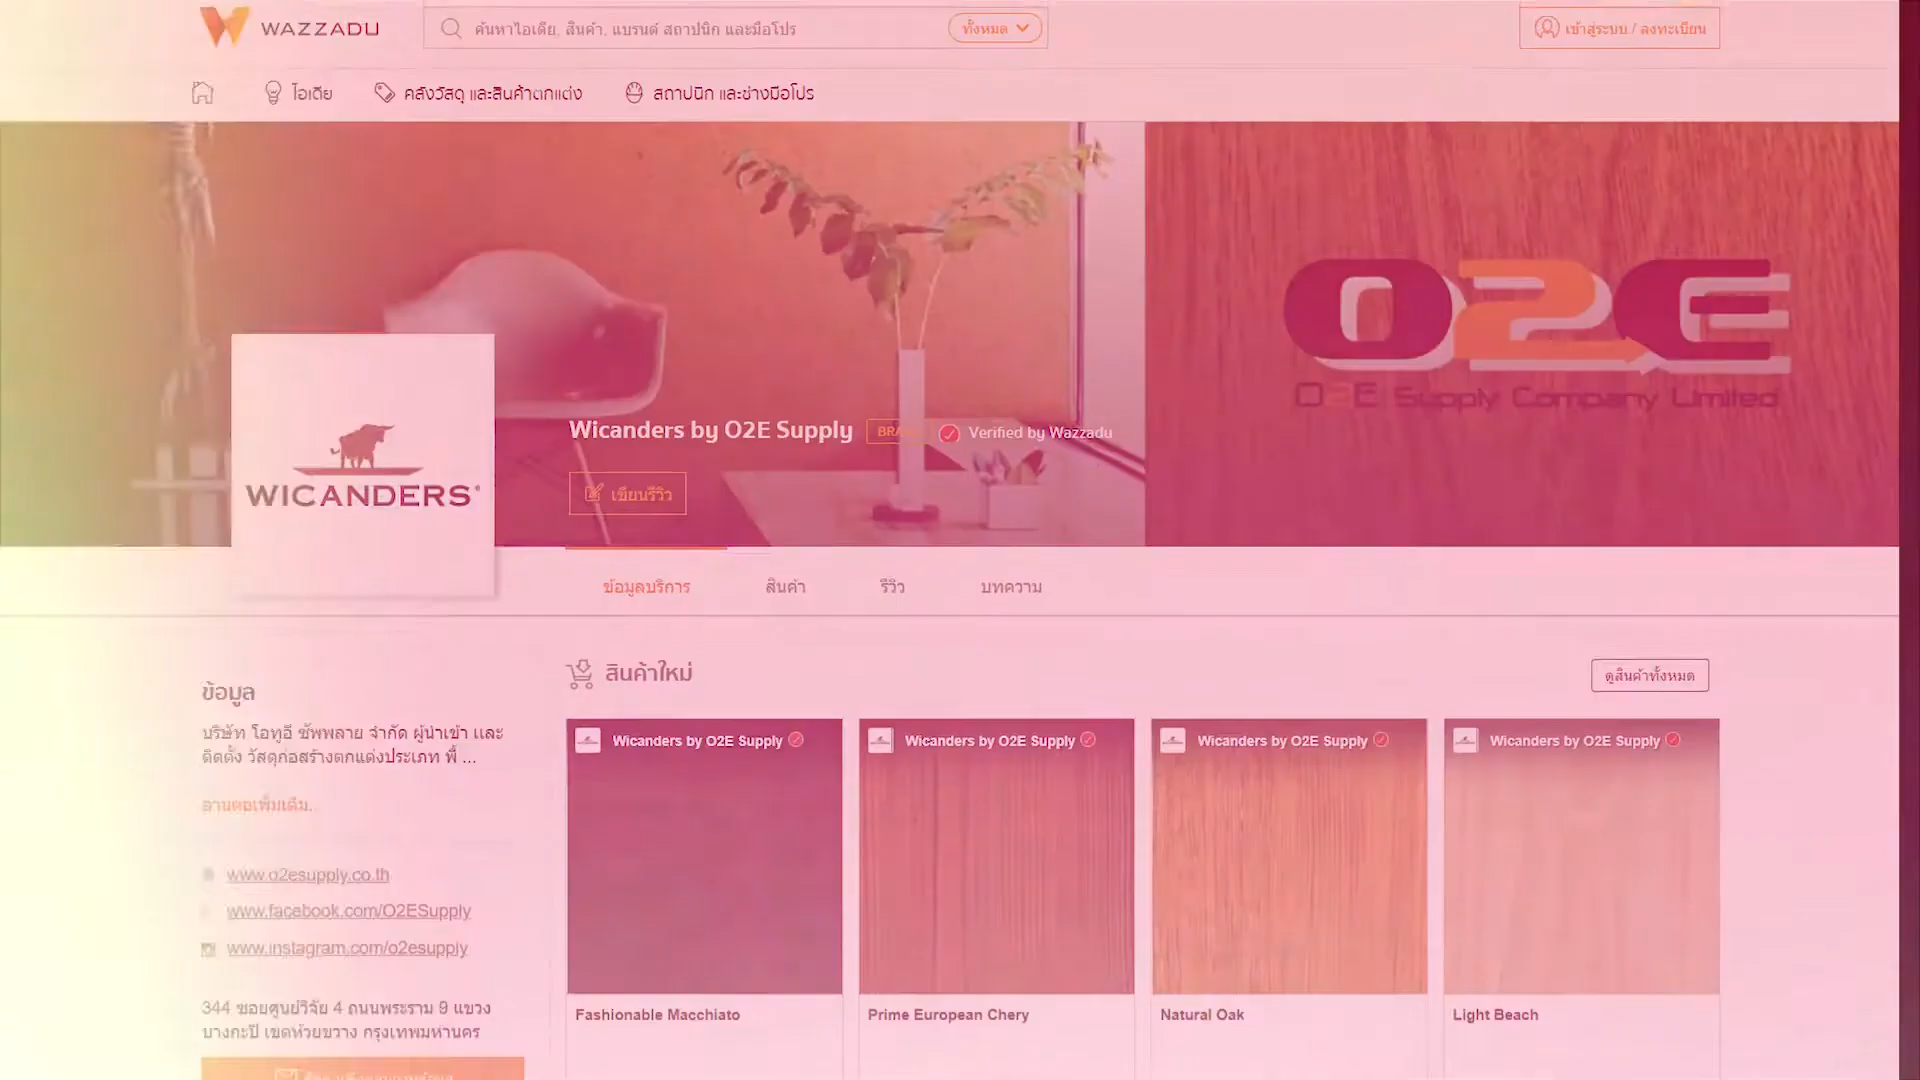 WAZZADU
ค้นหาไอเดีย, สินค้า, แบรนด์ สถาปนิก และมือโปร
ทั้งหมด
เข้าสู่ระบบ / ลงทะเบียน
ไอเดีย
คลังวัสดุ และสินค้าตกแต่ง
สถาปนิก และช่างมือโปร
O2E
O2E Supply Company Limited
WICANDERS
Wicanders by O2E Supply
Verified by Wazzadu
เขียนรีวิว
ข้อมูลบริการ
สินค้า
รีวิว
บทความ
ข้อมูล
บริษัท โอทูอี ซัพพลาย จำกัด ผู้นำเข้า และ
ติดตั้ง วัสดุก่อสร้างตกแต่งประเภท พื้ ...
อ่านต่อเพิ่มเติม..
www.o2esupply.co.th
www.facebook.com/O2ESupply
www.instagram.com/o2esupply
344 ซอยศูนย์วิจัย 4 ถนนพระราม 9 แขวง
บางกะปิ เขตห้วยขวาง กรุงเทพมหานคร
สินค้าใหม่
ดูสินค้าทั้งหมด
Wicanders by O2E Supply
Fashionable Macchiato
Wicanders by O2E Supply
Prime European Chery
Wicanders by O2E Supply
Natural Oak
Wicanders by O2E Supply
Light Beach